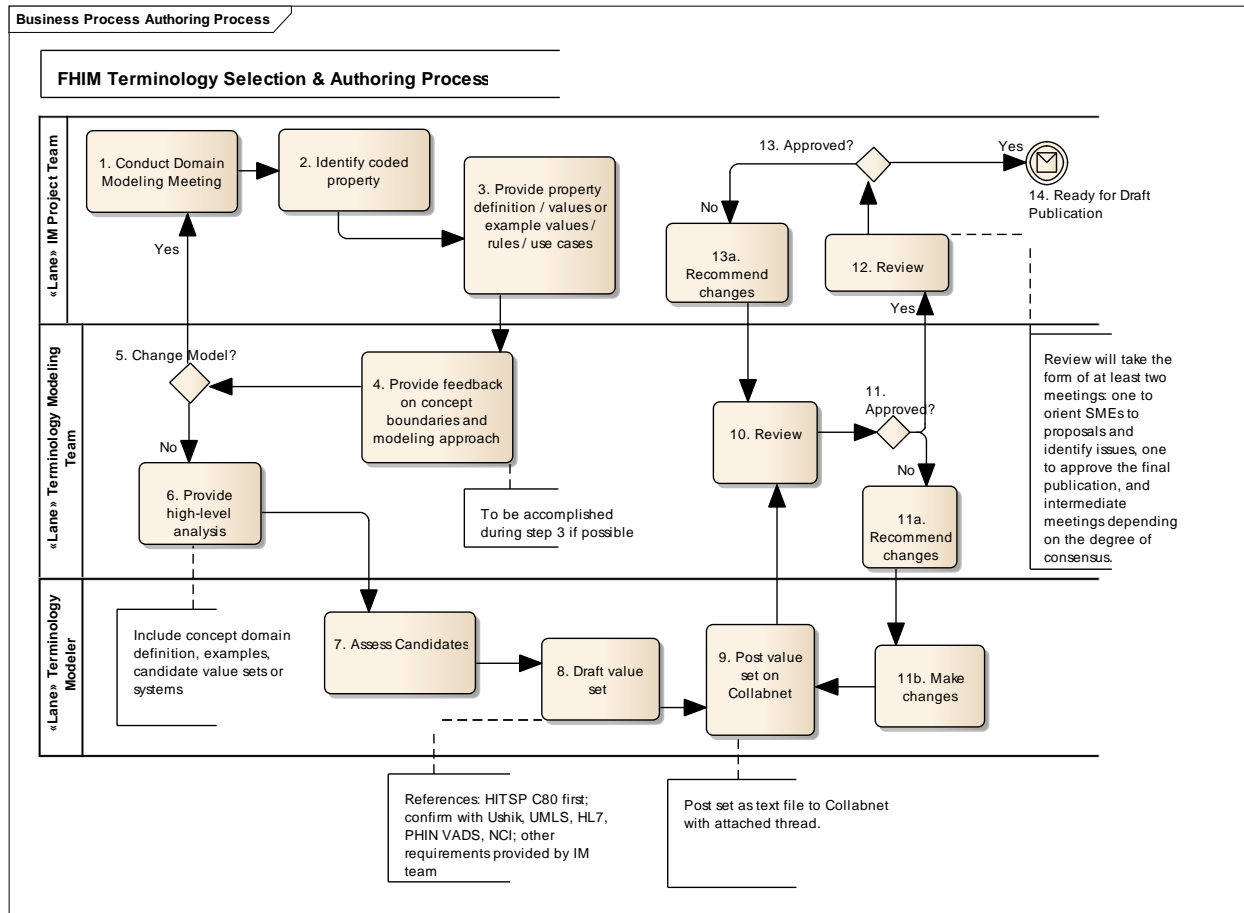 Business Process Authoring Process
FHIM Terminology Selection & Authoring Process
«Lane» IM Project Team
1. Conduct Domain
Modeling Meeting
2. Identify coded
property
3. Provide property
definition / values or
example values /
rules / use cases
13. Approved?
Yes
14. Ready for Draft
Publication
No
13a.
Recommend
changes
12. Review
Yes
Yes
«Lane» Terminology Modeling
Team
5. Change Model?
4. Provide feedback
on concept
boundaries and
modeling approach
No
6. Provide
high-level
analysis
To be accomplished
during step 3 if possible
10. Review
11.
Approved?
No
11a.
Recommend
changes
Review will take the
form of at least two
meetings: one to
orient SMEs to
proposals and
identify issues, one
to approve the final
publication, and
intermediate
meetings depending
on the degree of
consensus.
«Lane» Terminology
Modeler
Include concept domain
definition, examples,
candidate value sets or
systems
7. Assess Candidates
8. Draft value
set
9. Post value
set on
Collabnet
11b. Make
changes
References: HITSP C80 first;
confirm with Ushik, UMLS, HL7,
PHIN VADS, NCI; other
requirements provided by IM
team
Post set as text file to Collabnet
with attached thread.